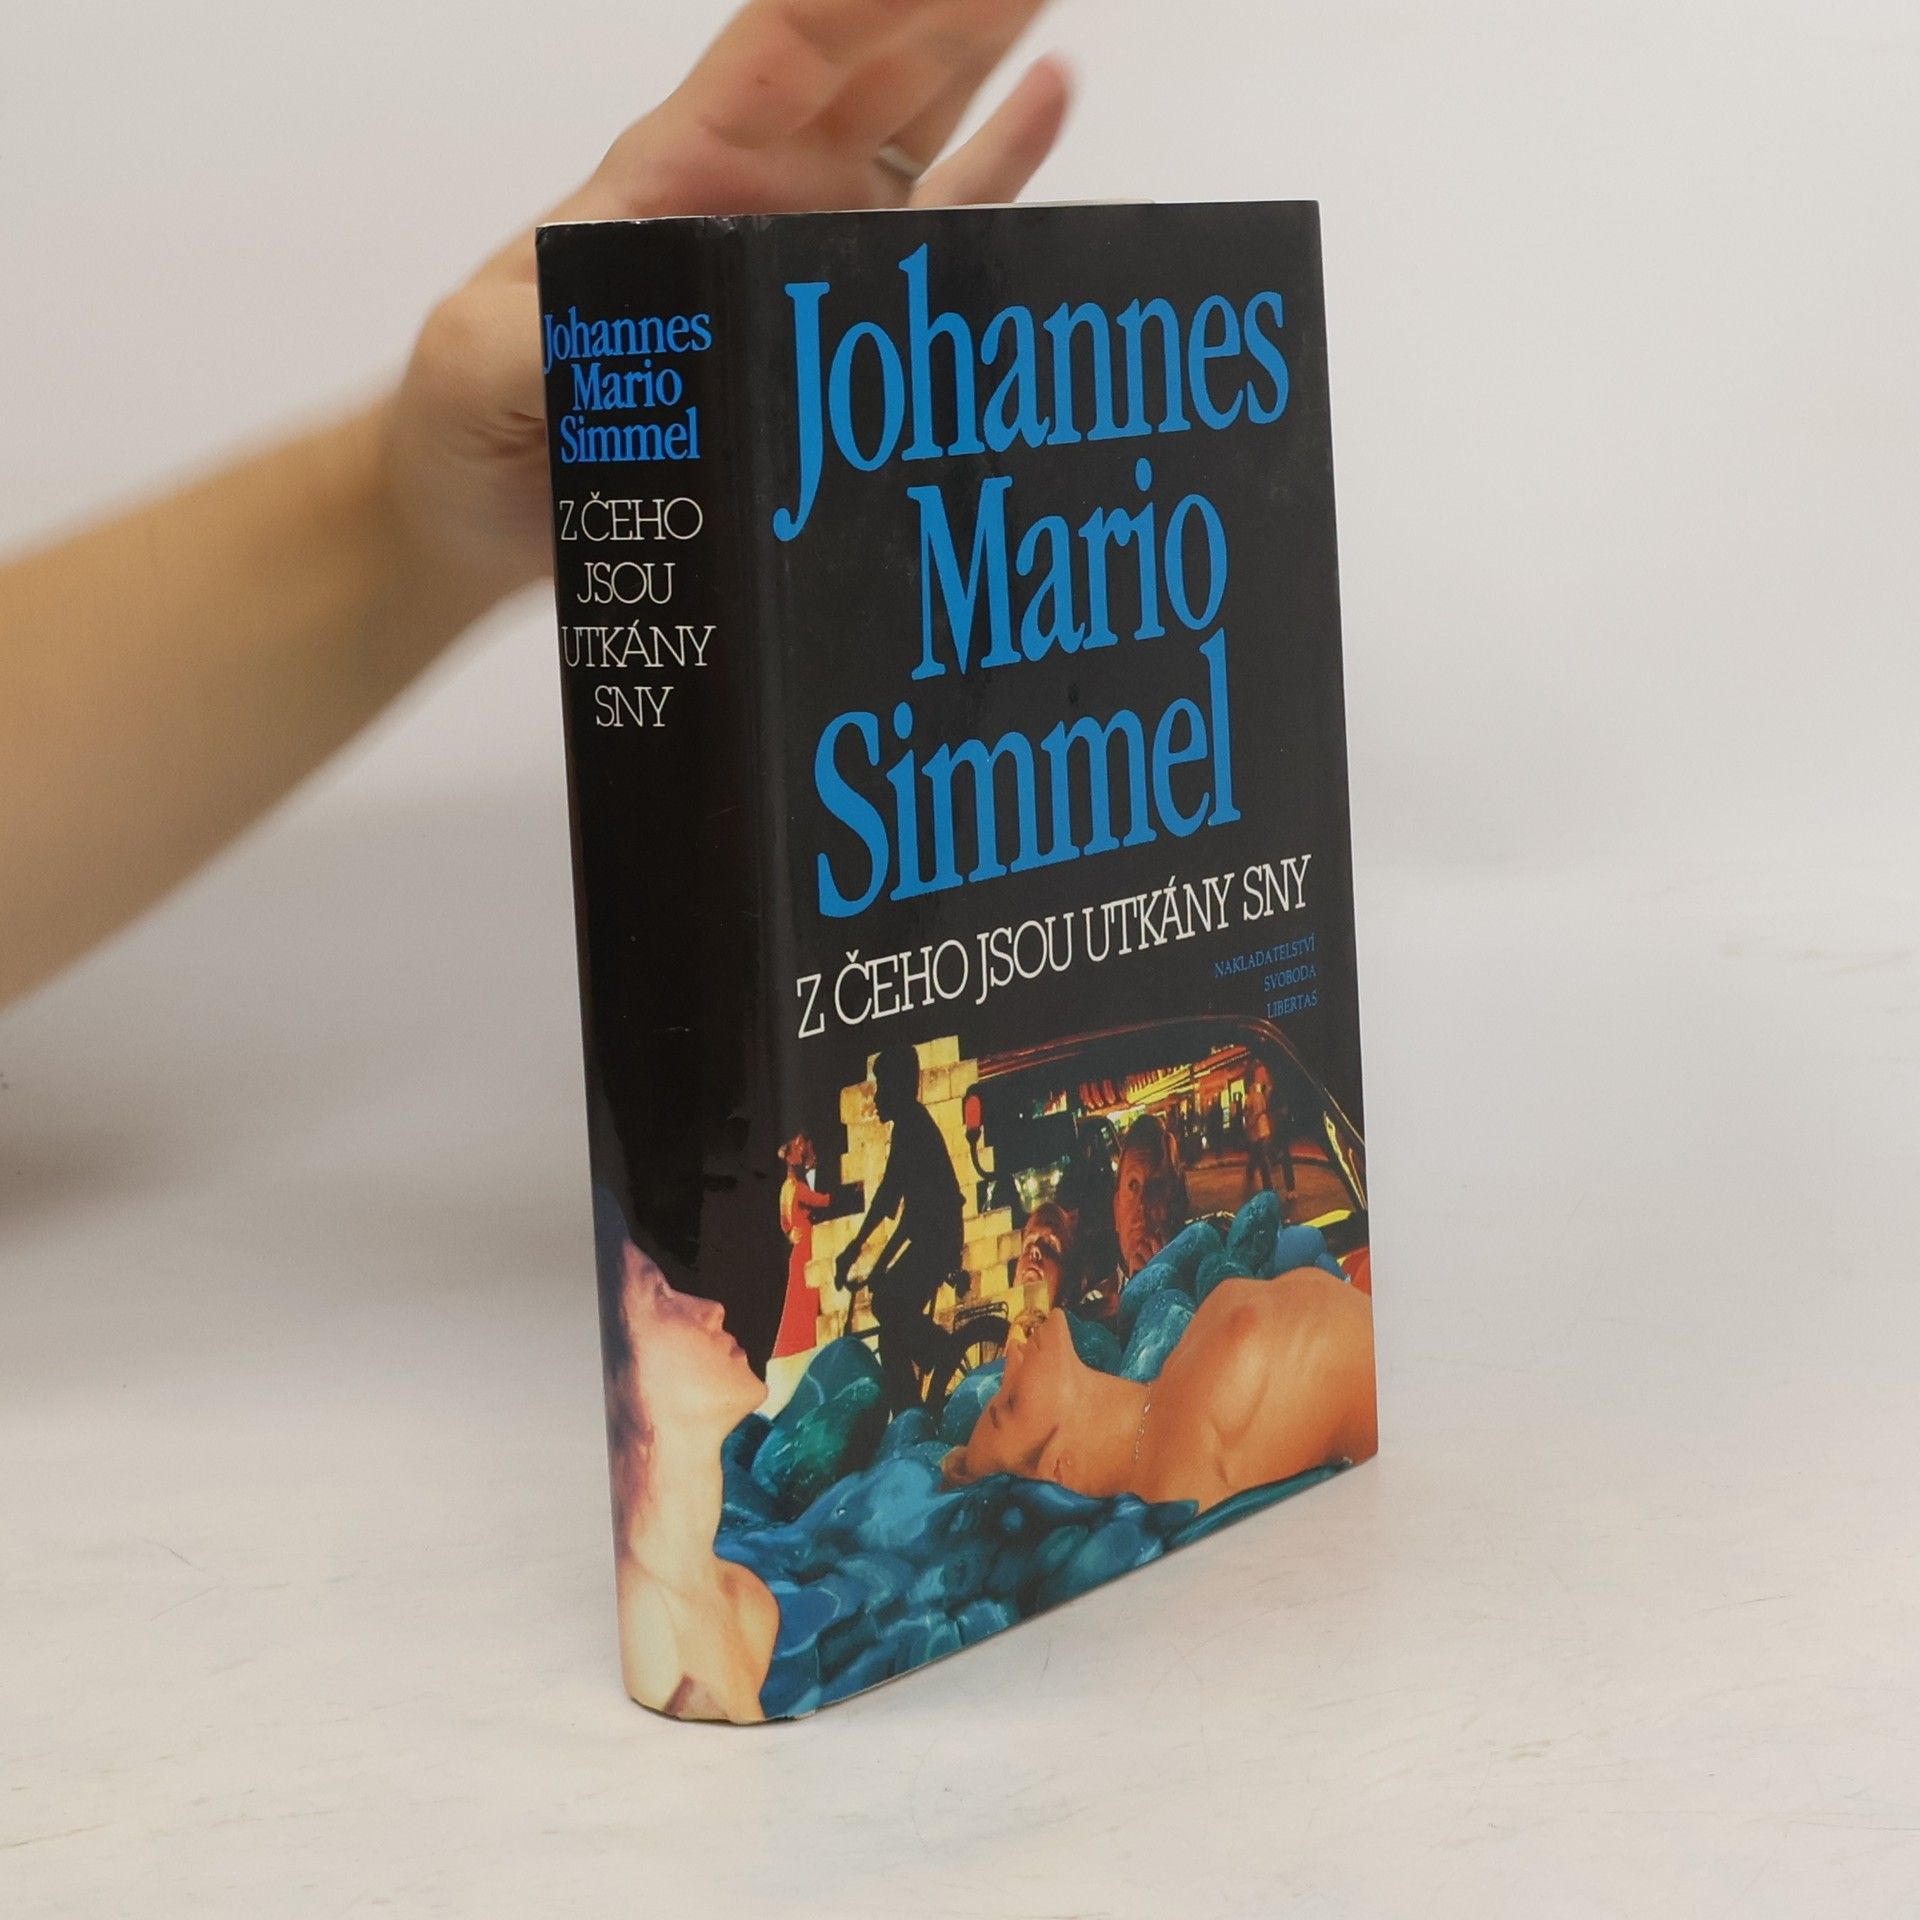 Johannes
Mario
Simmel
Z ČEHO
JSOU
UTKÁNY
SNY
Johannes
Mario
Simmel
Z ČEHO JSOU UTKÁNY SNY
NAKLADATELSTVÍ
SVOBODA
LIBERTAS